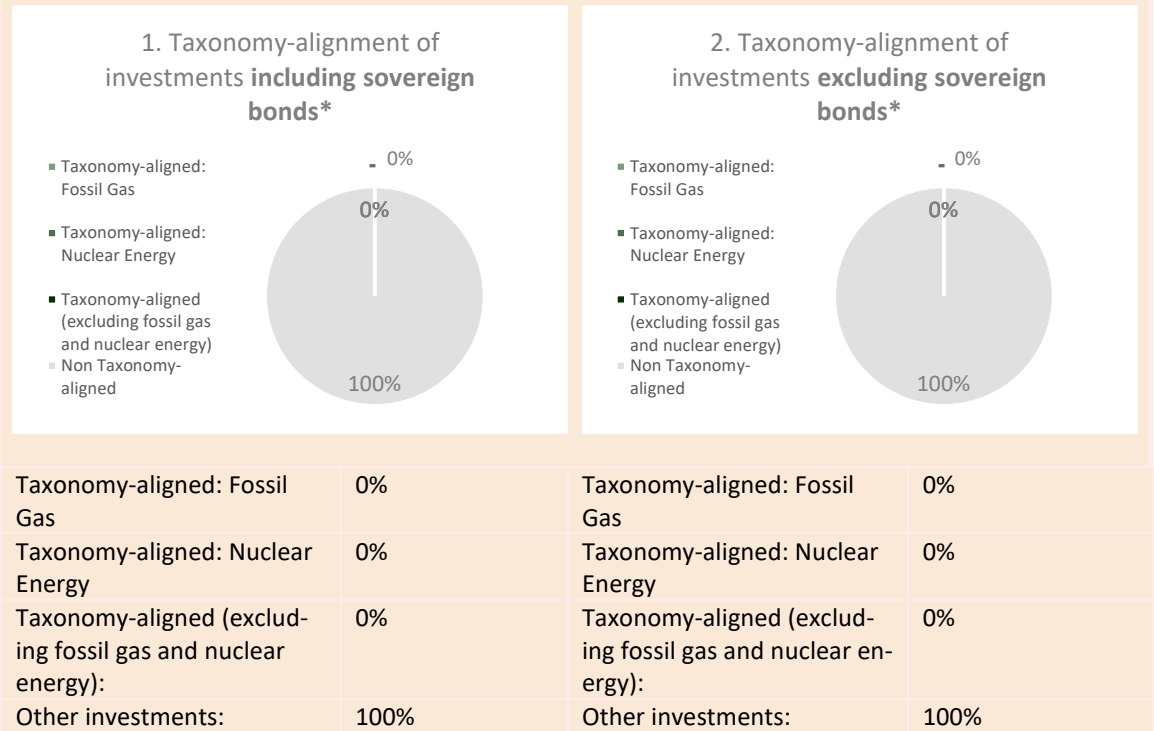 1. Taxonomy-alignment of
investments including sovereign
bonds*
Taxonomy-aligned:
Fossil Gas
Taxonomy-aligned:
Nuclear Energy
Taxonomy-aligned
(excluding fossil gas
and nuclear energy)
Non Taxonomy-
aligned
0%
0%
100%
2. Taxonomy-alignment of
investments excluding sovereign
bonds*
Taxonomy-aligned:
Fossil Gas
Taxonomy-aligned:
Nuclear Energy
Taxonomy-aligned
(excluding fossil gas
and nuclear energy)
Non Taxonomy-
aligned
0%
0%
100%
Taxonomy-aligned: Fossil 0% Taxonomy-aligned: Fossil 0%
Gas Gas
Taxonomy-aligned: Nuclear 0% Taxonomy-aligned: Nuclear 0%
Energy Energy
Taxonomy-aligned (exclud- 0% Taxonomy-aligned (exclud- 0%
ing fossil gas and nuclear ing fossil gas and nuclear en-
energy): ergy):
Other investments: 100% Other investments: 100%